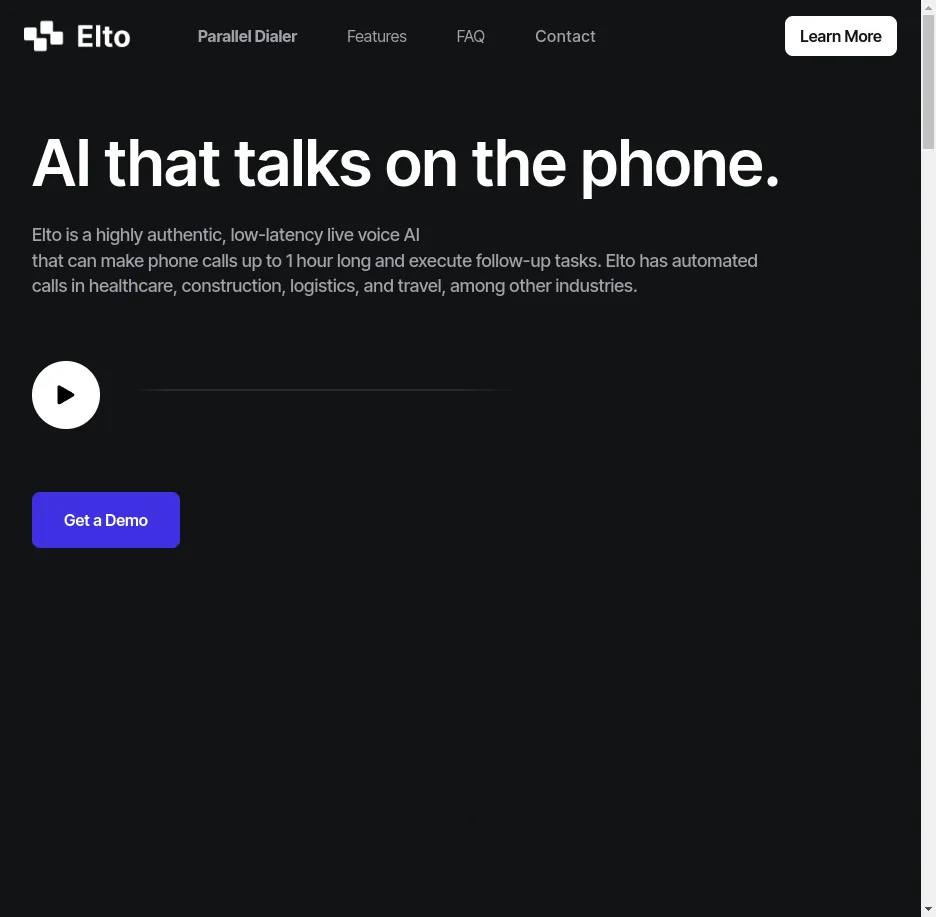 Elto
Parallel Dialer
Features
FAQ
Contact
Learn More
AI that talks on the phone.
Elto is a highly authentic, low-latency live voice AI
that can make phone calls up to 1 hour long and execute follow-up tasks. Elto has automated
calls in healthcare, construction, logistics, and travel, among other industries.
Get a Demo